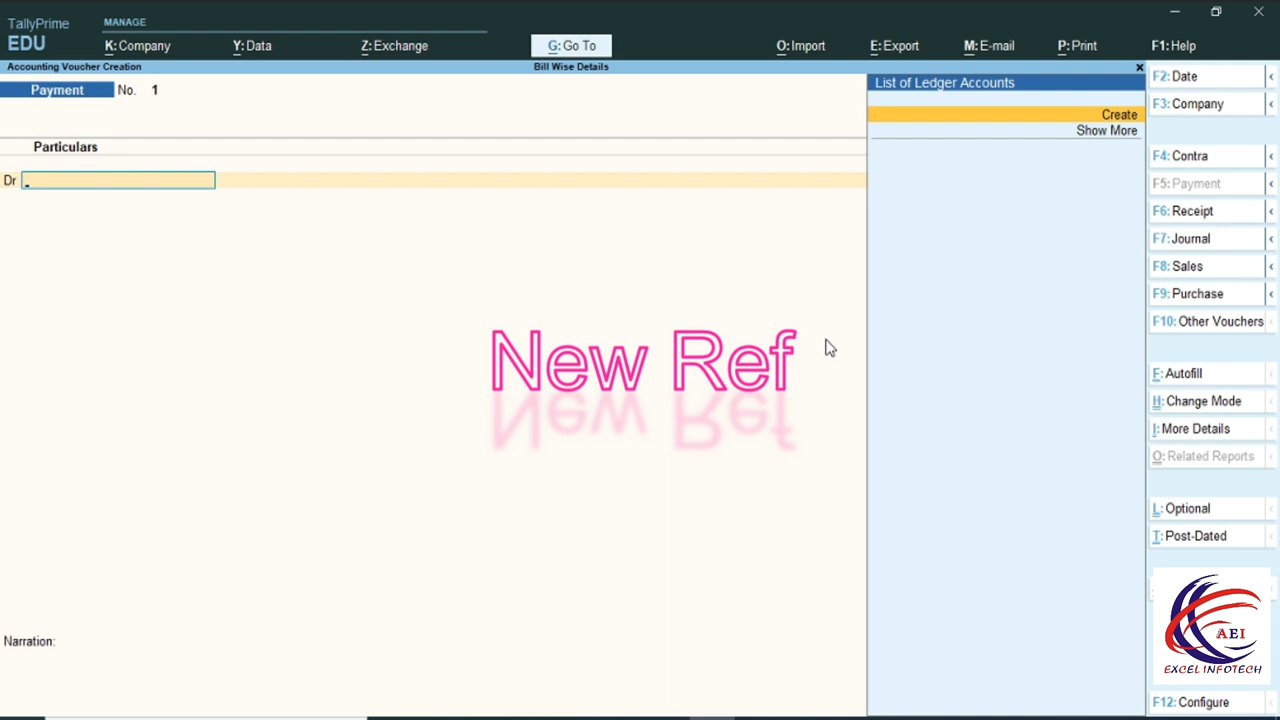 TallyPrime
EDU
MANAGE
K: Company
Y: Data
Z: Exchange
G: Go To
O: Import
E: Export
M: E-mail
P: Print
F1: Help
Accounting Voucher Creation
Bill Wise Details
Payment No. 1
Particulars
Dr
New Ref
Narration:
List of Ledger Accounts
Create
Show More
F2: Date
F3: Company
F4: Contra
F5: Payment
F6: Receipt
F7: Journal
F8: Sales
F9: Purchase
F10: Other Vouchers
F: Autofill
H: Change Mode
I: More Details
O: Related Reports
L: Optional
T: Post-Dated
AEI
EXCEL INFOTECH
F12: Configure